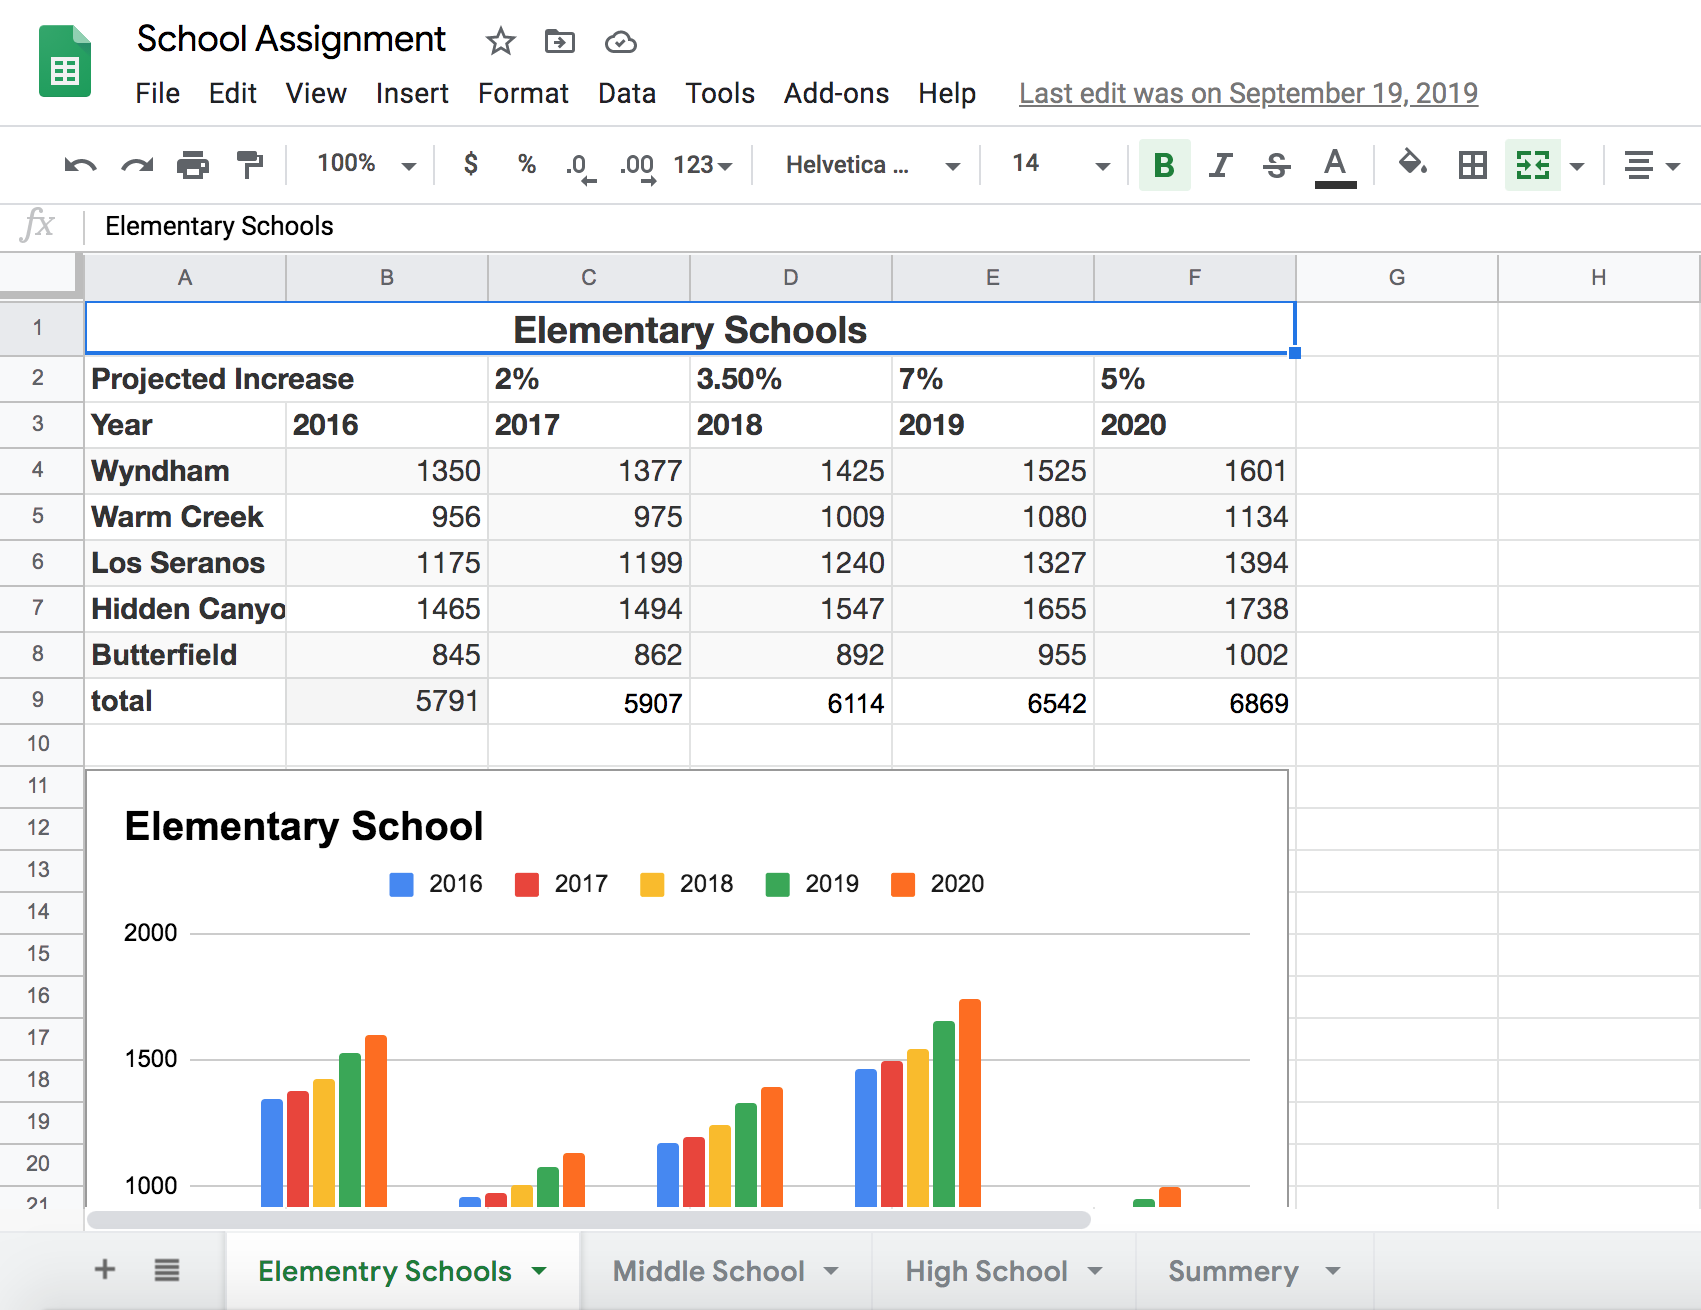 School Assignment
File Edit View Insert Format Data Tools Add-ons Help Last edit was on September 19, 2019
100% $ % .0 .00 123 Helvetica ... 14 B I S A
fx Elementary Schools
A B C D E F G H
1 Elementary Schools
2 Projected Increase 2% 3.50% 7% 5%
3 Year 2016 2017 2018 2019 2020
4 Wyndham 1350 1377 1425 1525 1601
5 Warm Creek 956 975 1009 1080 1134
6 Los Seranos 1175 1199 1240 1327 1394
7 Hidden Canyo 1465 1494 1547 1655 1738
8 Butterfield 845 862 892 955 1002
9 total 5791 5907 6114 6542 6869
10
11
12 Elementary School
13
14 2016 2017 2018 2019 2020
15 2000
16
17
18 1500
19
20
21 1000
+ Elementry Schools Middle School High School Summery